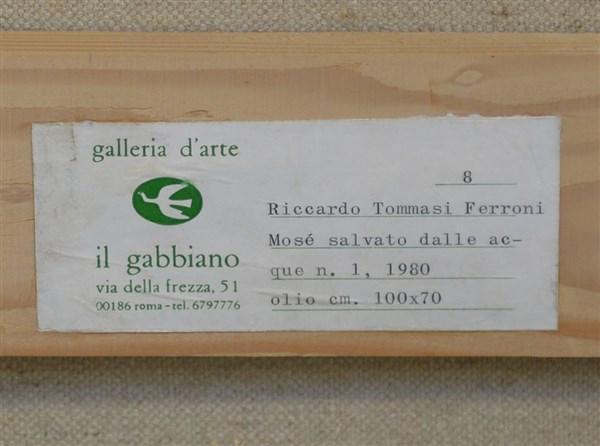 galleria d'arte
il gabbiano
via della frezza, 51
00186 roma - tel. 6797776
8
Riccardo Tommasi Ferroni
Mosé salvato dalle ac-
que n. 1, 1980
olio cm. 100x70